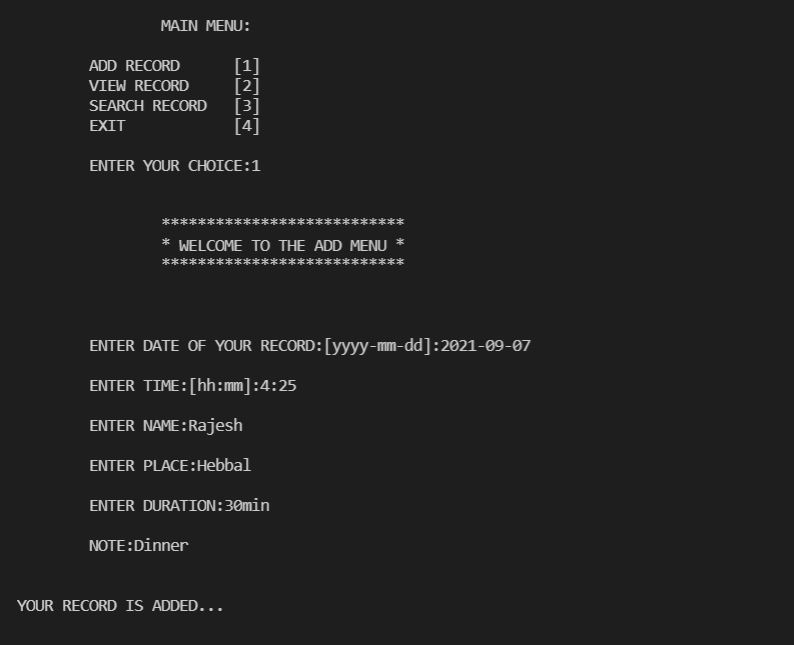 MAIN MENU:
ADD RECORD [1]
VIEW RECORD [2]
SEARCH RECORD [3]
EXIT [4]
ENTER YOUR CHOICE:1
***************************
* WELCOME TO THE ADD MENU *
***************************
ENTER DATE OF YOUR RECORD:[yyyy-mm-dd]:2021-09-07
ENTER TIME:[hh:mm]:4:25
ENTER NAME:Rajesh
ENTER PLACE:Hebbal
ENTER DURATION:30min
NOTE:Dinner
YOUR RECORD IS ADDED...